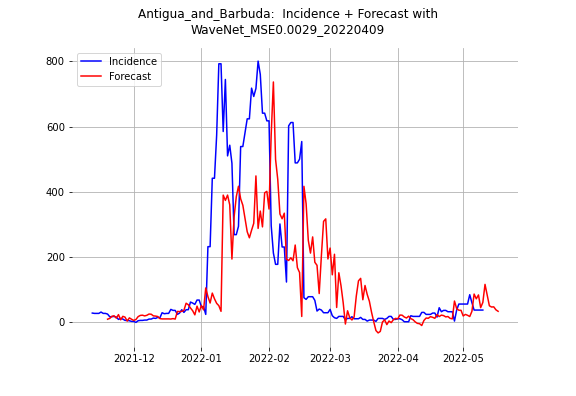 Antigua_and_Barbuda:  Incidence + Forecast with
WaveNet_MSE0.0029_20220409
Incidence
Forecast
800
600
400
200
0
2021-12 2022-01 2022-02 2022-03 2022-04 2022-05